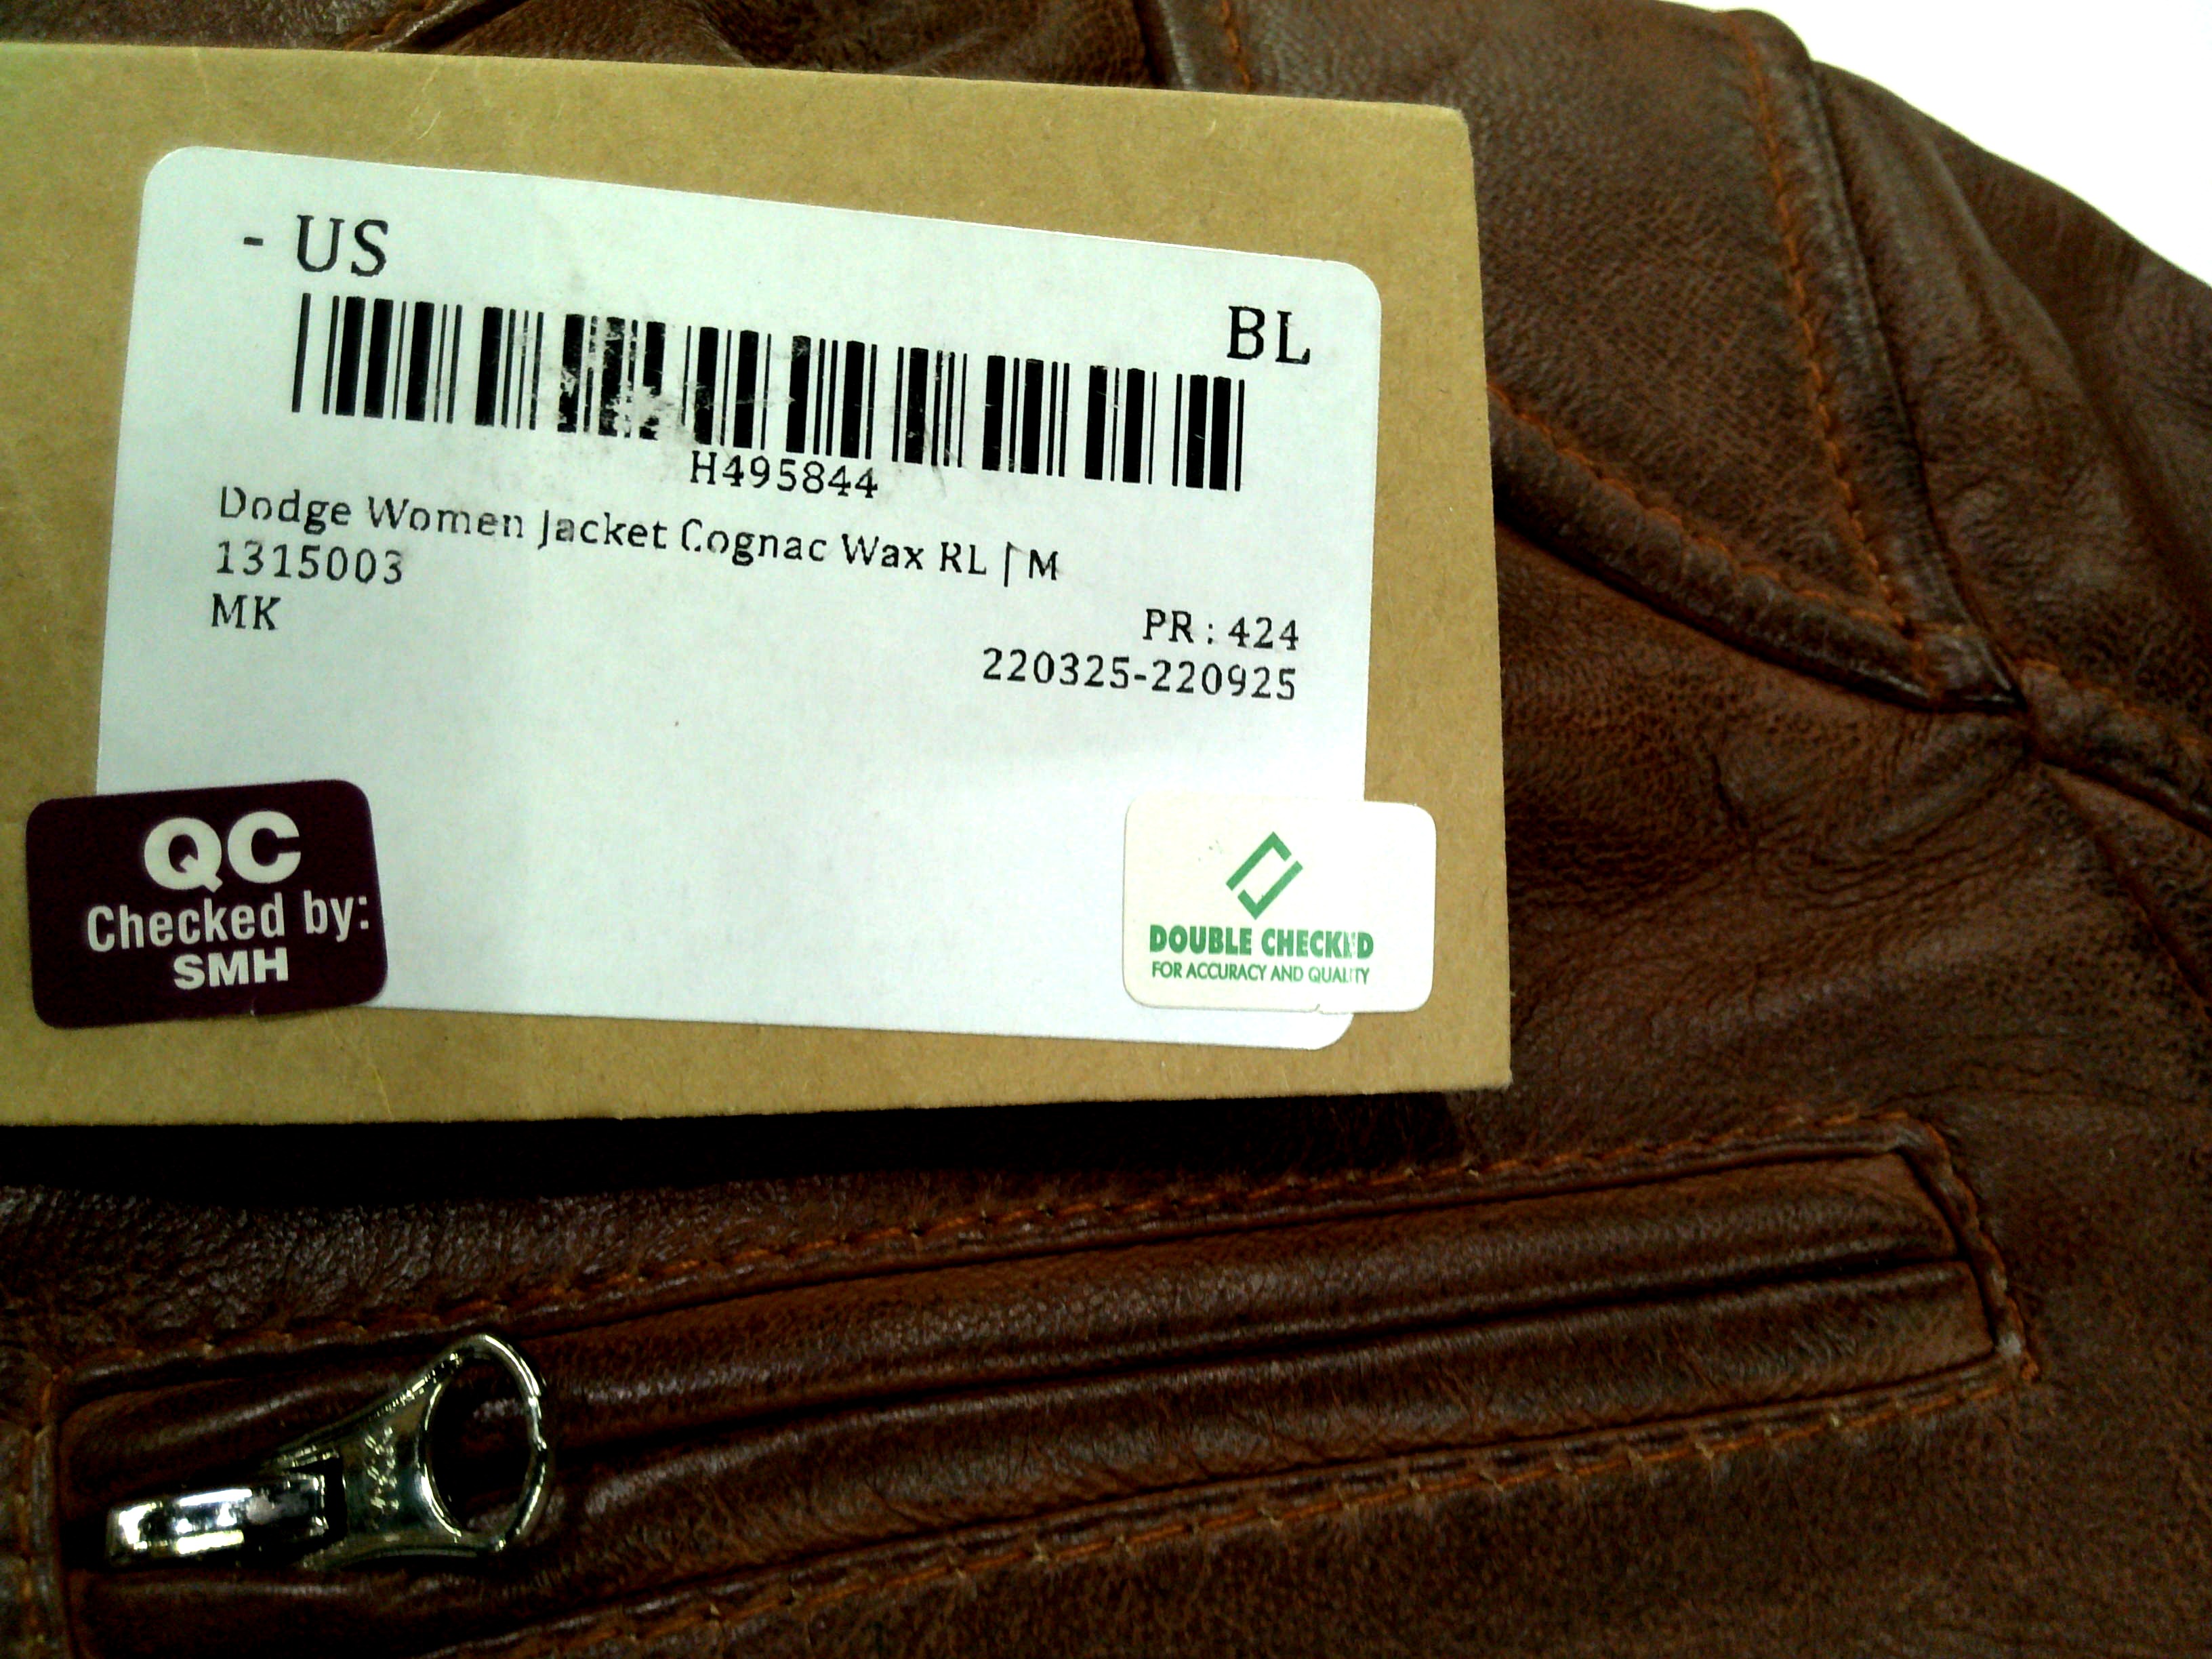 - US
BL
H495844
Dodge Women Jacket Cognac Wax RL | M
1315003
MK
PR : 424
220325-220925
QC
Checked by:
SMH
DOUBLE CHECKED
FOR ACCURACY AND QUALITY